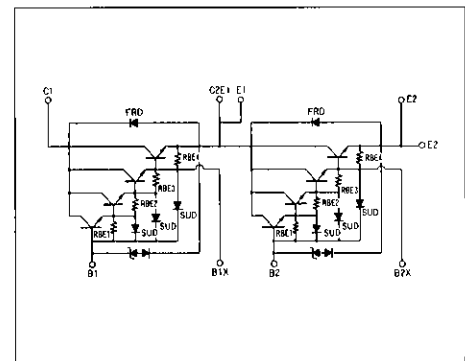 C1 C2E1 E1 E2
FRD FRD
E2
RBE4 RBE4
RBE3 RBE3
RBE2 RBE2
SUD SUD
RBE1 SUD RBE1 SUD
SUD SUD
B1 B1X B2 B2X